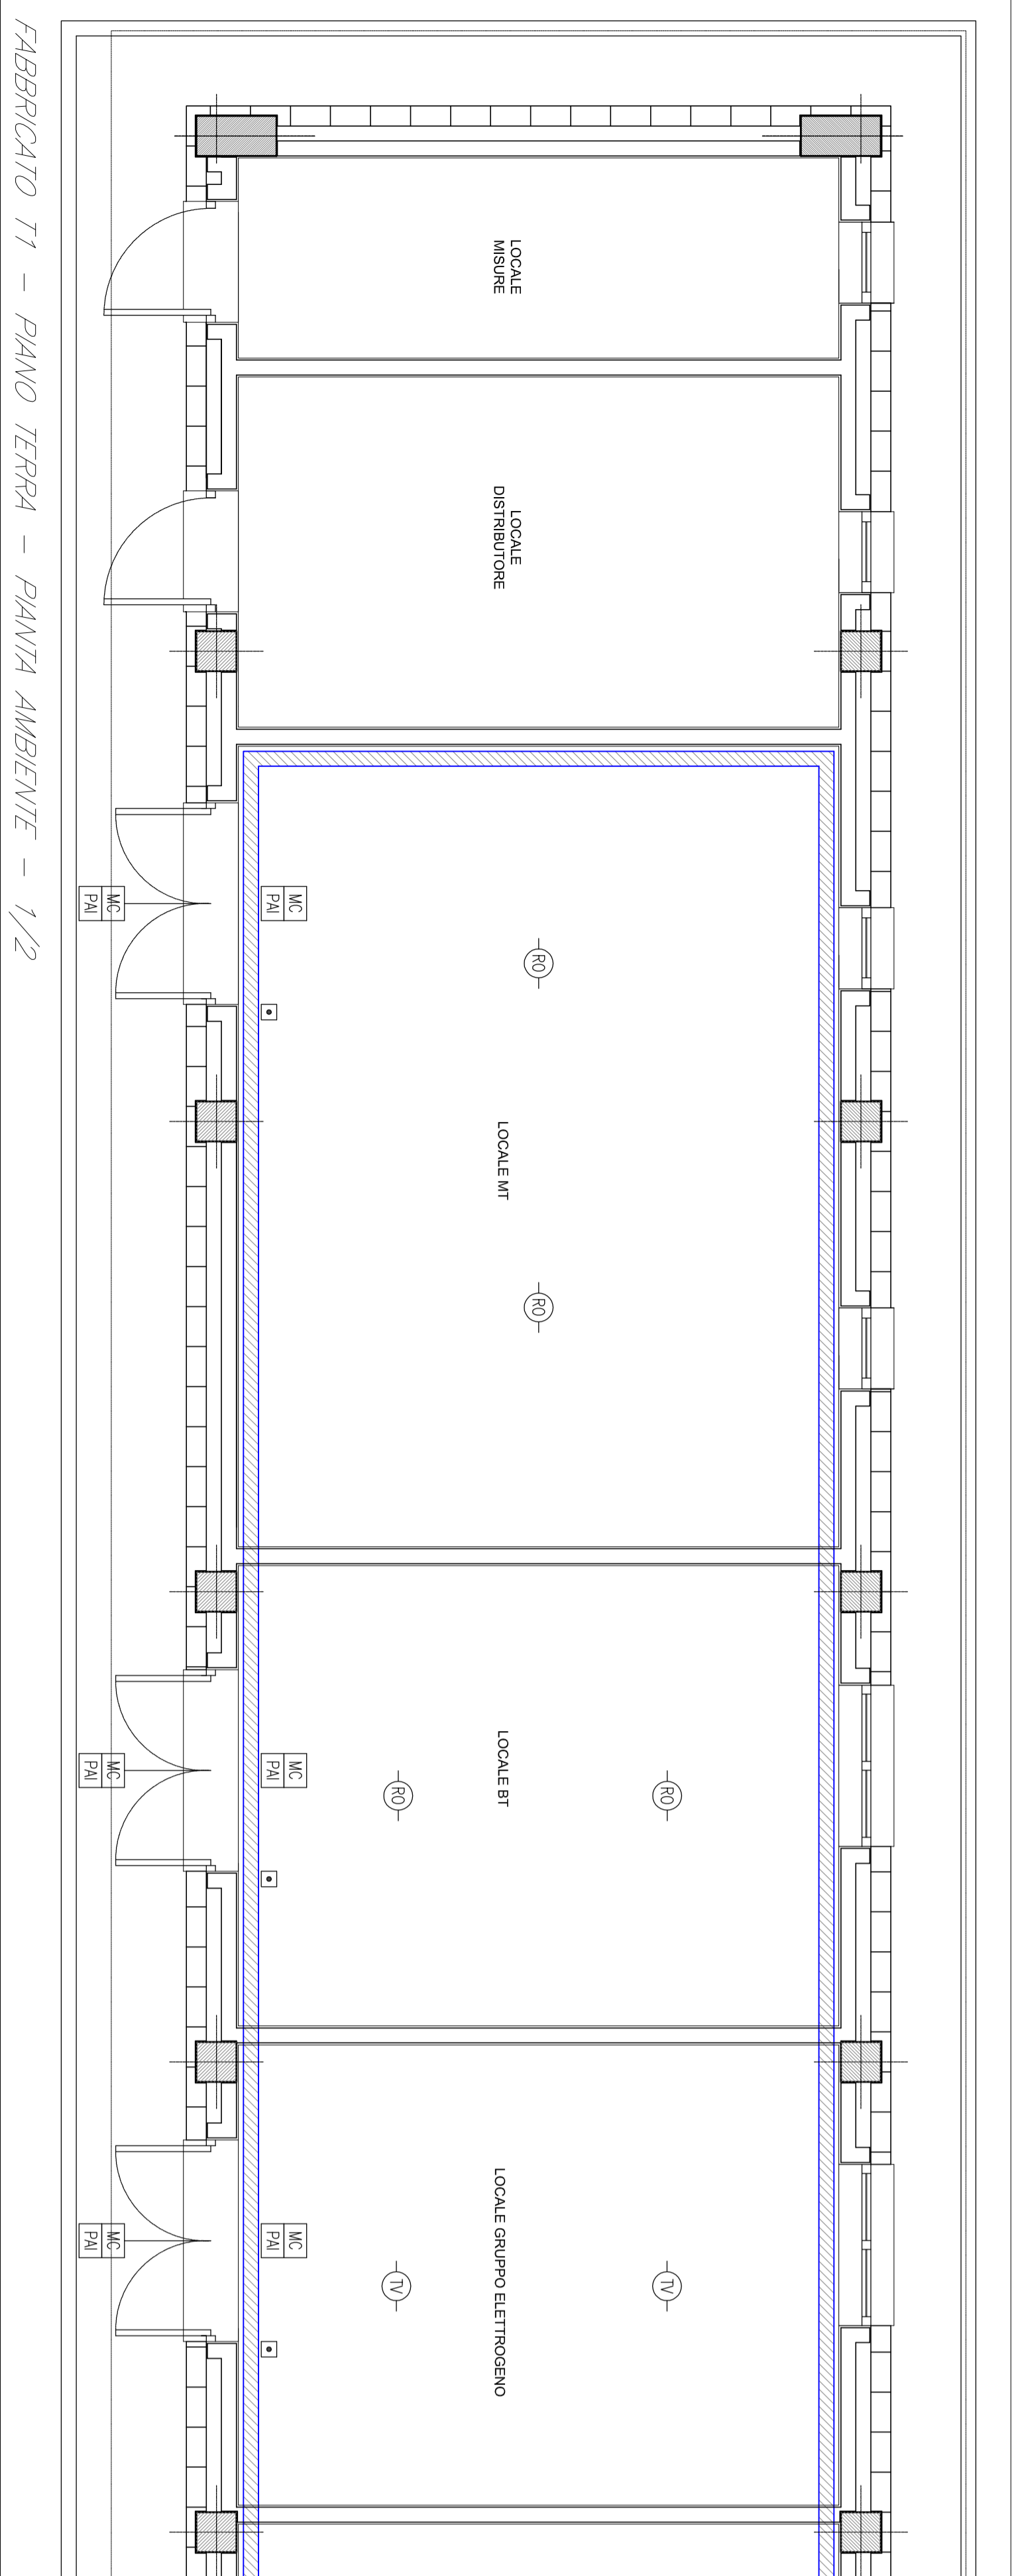 FABBRICATO T1 - PIANO TERRA - PIANTA AMBIENTE - 1/2
LOCALE
MISURE
LOCALE
DISTRIBUTORE
MC
PAI
MC
PAI
RO
LOCALE MT
RO
MC
PAI
MC
PAI
LOCALE BT
RO
RO
MC
PAI
MC
PAI
LOCALE GRUPPO ELETTROGENO
TV
TV